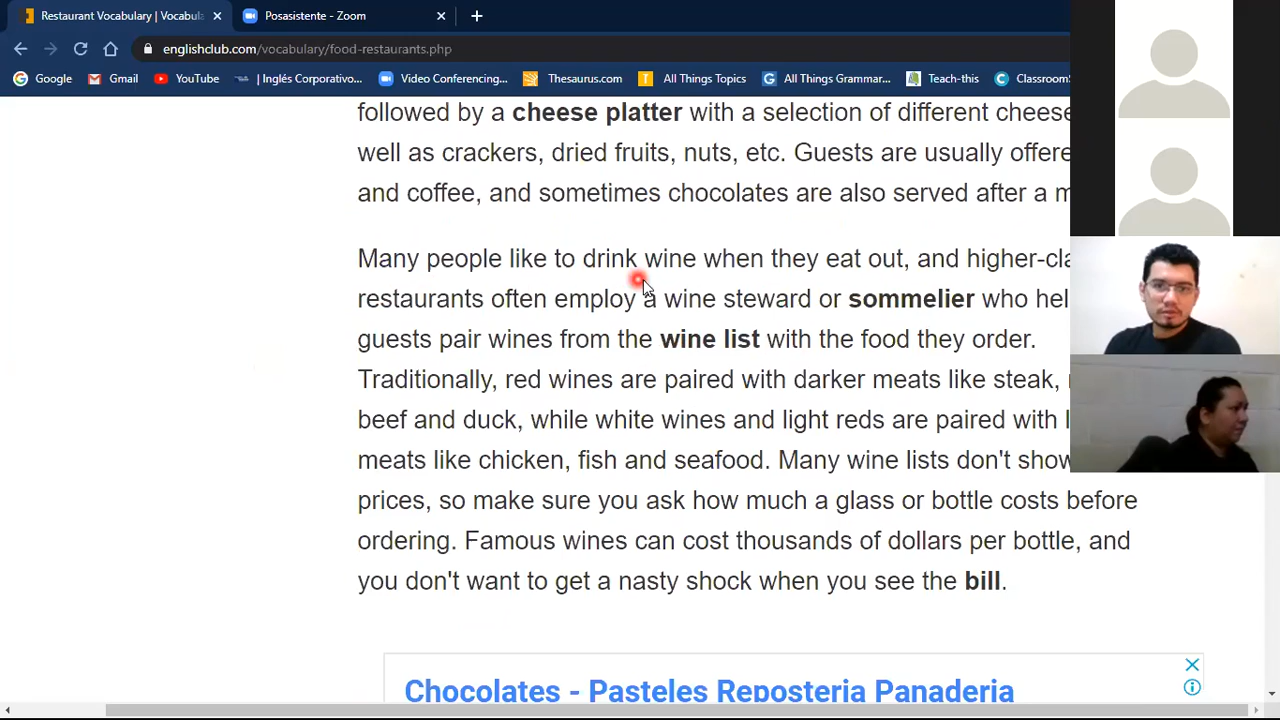 Restaurant Vocabulary | Vocabula
Posasistente - Zoom
englishclub.com/vocabulary/food-restaurants.php
Google
Gmail
YouTube
| Inglés Corporativo...
Video Conferencing...
Thesaurus.com
All Things Topics
All Things Grammar...
Teach-this
ClassroomS
followed by a cheese platter with a selection of different cheese
well as crackers, dried fruits, nuts, etc. Guests are usually offere
and coffee, and sometimes chocolates are also served after a m
Many people like to drink wine when they eat out, and higher-cla
restaurants often employ a wine steward or sommelier who hel
guests pair wines from the wine list with the food they order.
Traditionally, red wines are paired with darker meats like steak,
beef and duck, while white wines and light reds are paired with l
meats like chicken, fish and seafood. Many wine lists don't show
prices, so make sure you ask how much a glass or bottle costs before
ordering. Famous wines can cost thousands of dollars per bottle, and
you don't want to get a nasty shock when you see the bill.
Chocolates - Pasteles Reposteria Panaderia